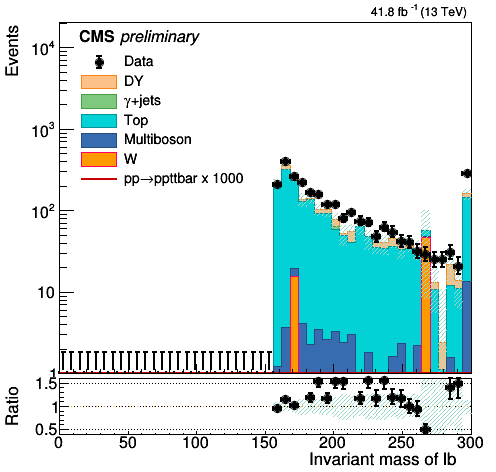 41.8 fb⁻¹ (13 TeV)
CMS preliminary
Data
DY
γ+jets
Top
Multiboson
W
pp→ppttbar x 1000
Events
10⁴
10³
10²
10
1
Ratio
1.5
1
0.5
0 50 100 150 200 250 300
Invariant mass of lb